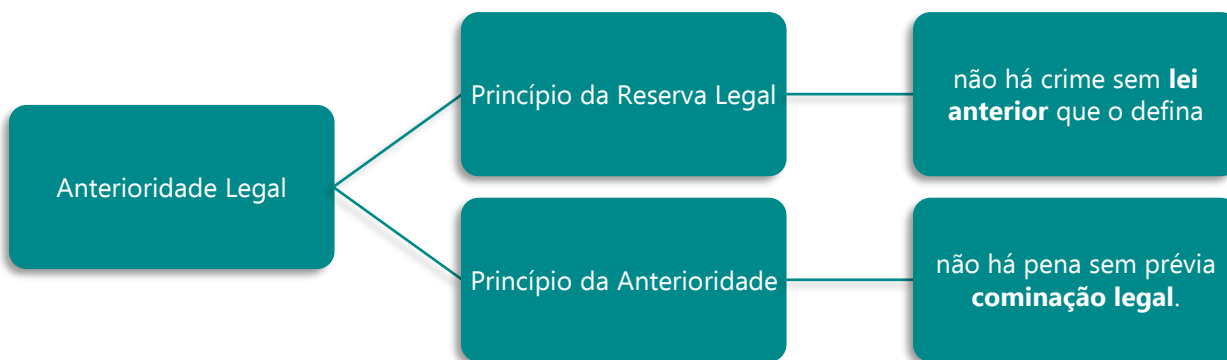 Anterioridade Legal
Princípio da Reserva Legal
não há crime sem lei
anterior que o defina
Princípio da Anterioridade
não há pena sem prévia
cominação legal.